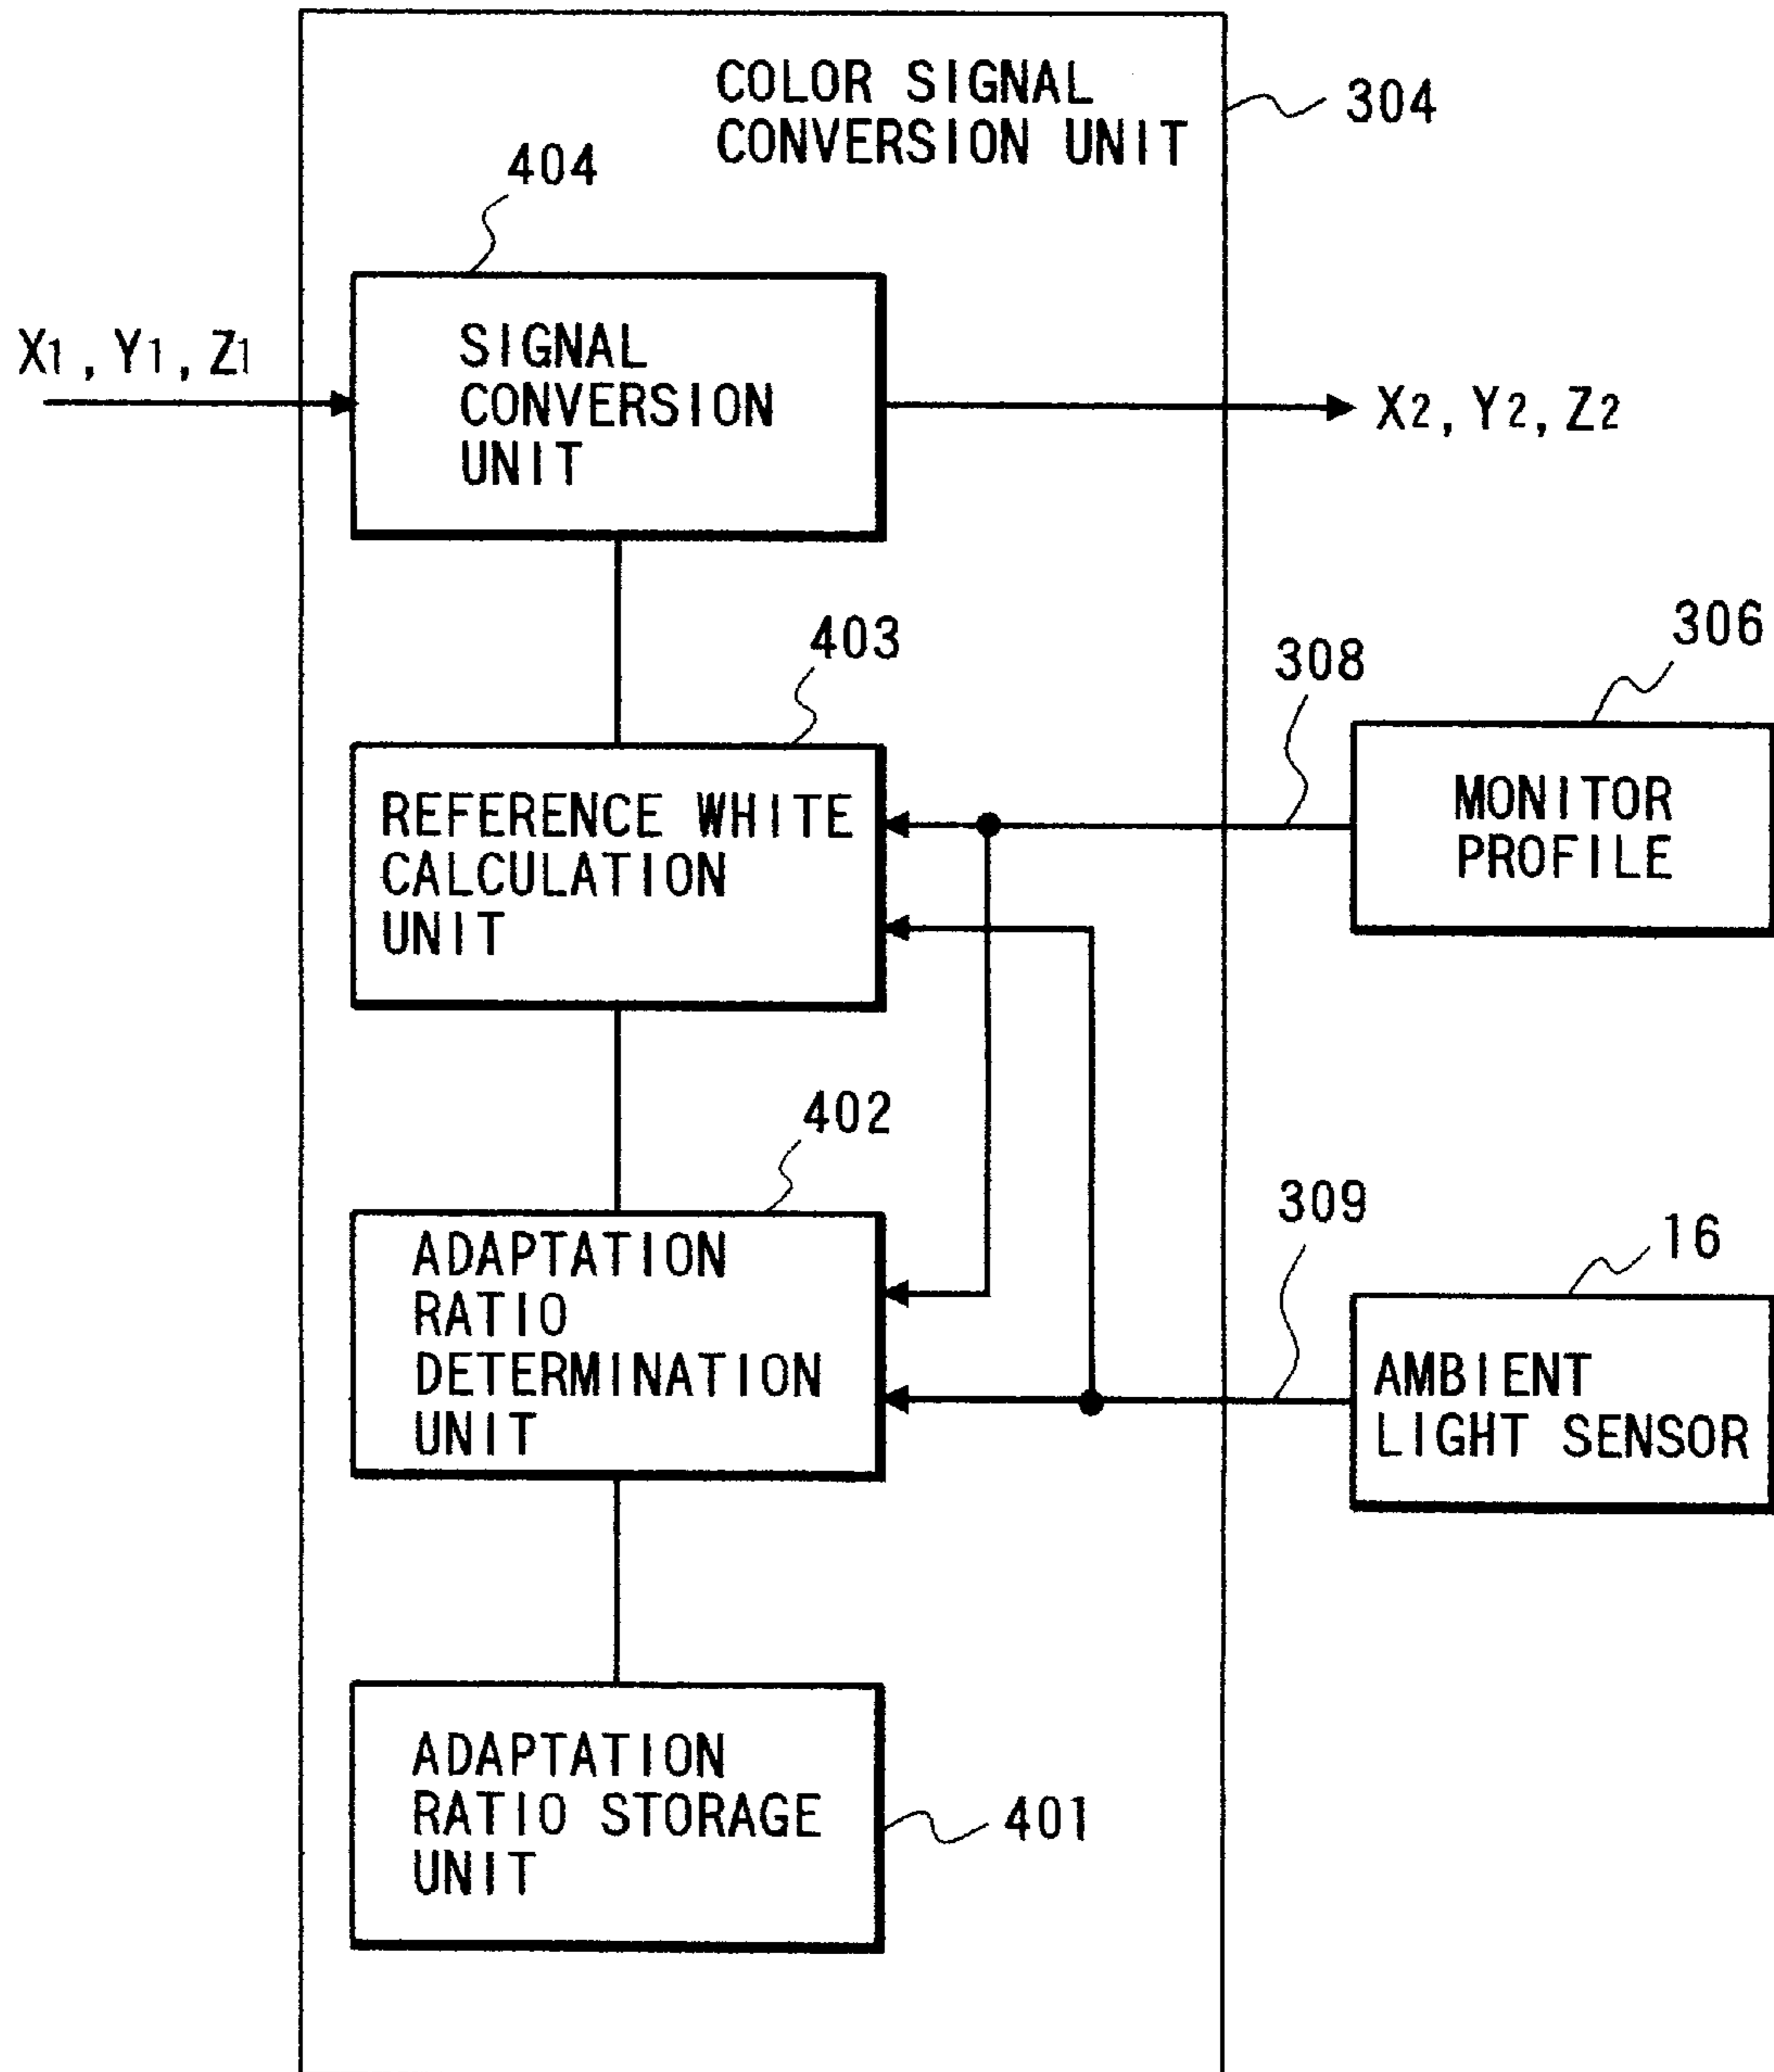 COLOR SIGNAL
CONVERSION UNIT
304
404
X1, Y1, Z1
SIGNAL
CONVERSION
UNIT
X2, Y2, Z2
403
308
306
REFERENCE WHITE
CALCULATION
UNIT
MONITOR
PROFILE
402
309
16
ADAPTATION
RATIO
DETERMINATION
UNIT
AMBIENT
LIGHT SENSOR
ADAPTATION
RATIO STORAGE
UNIT
401